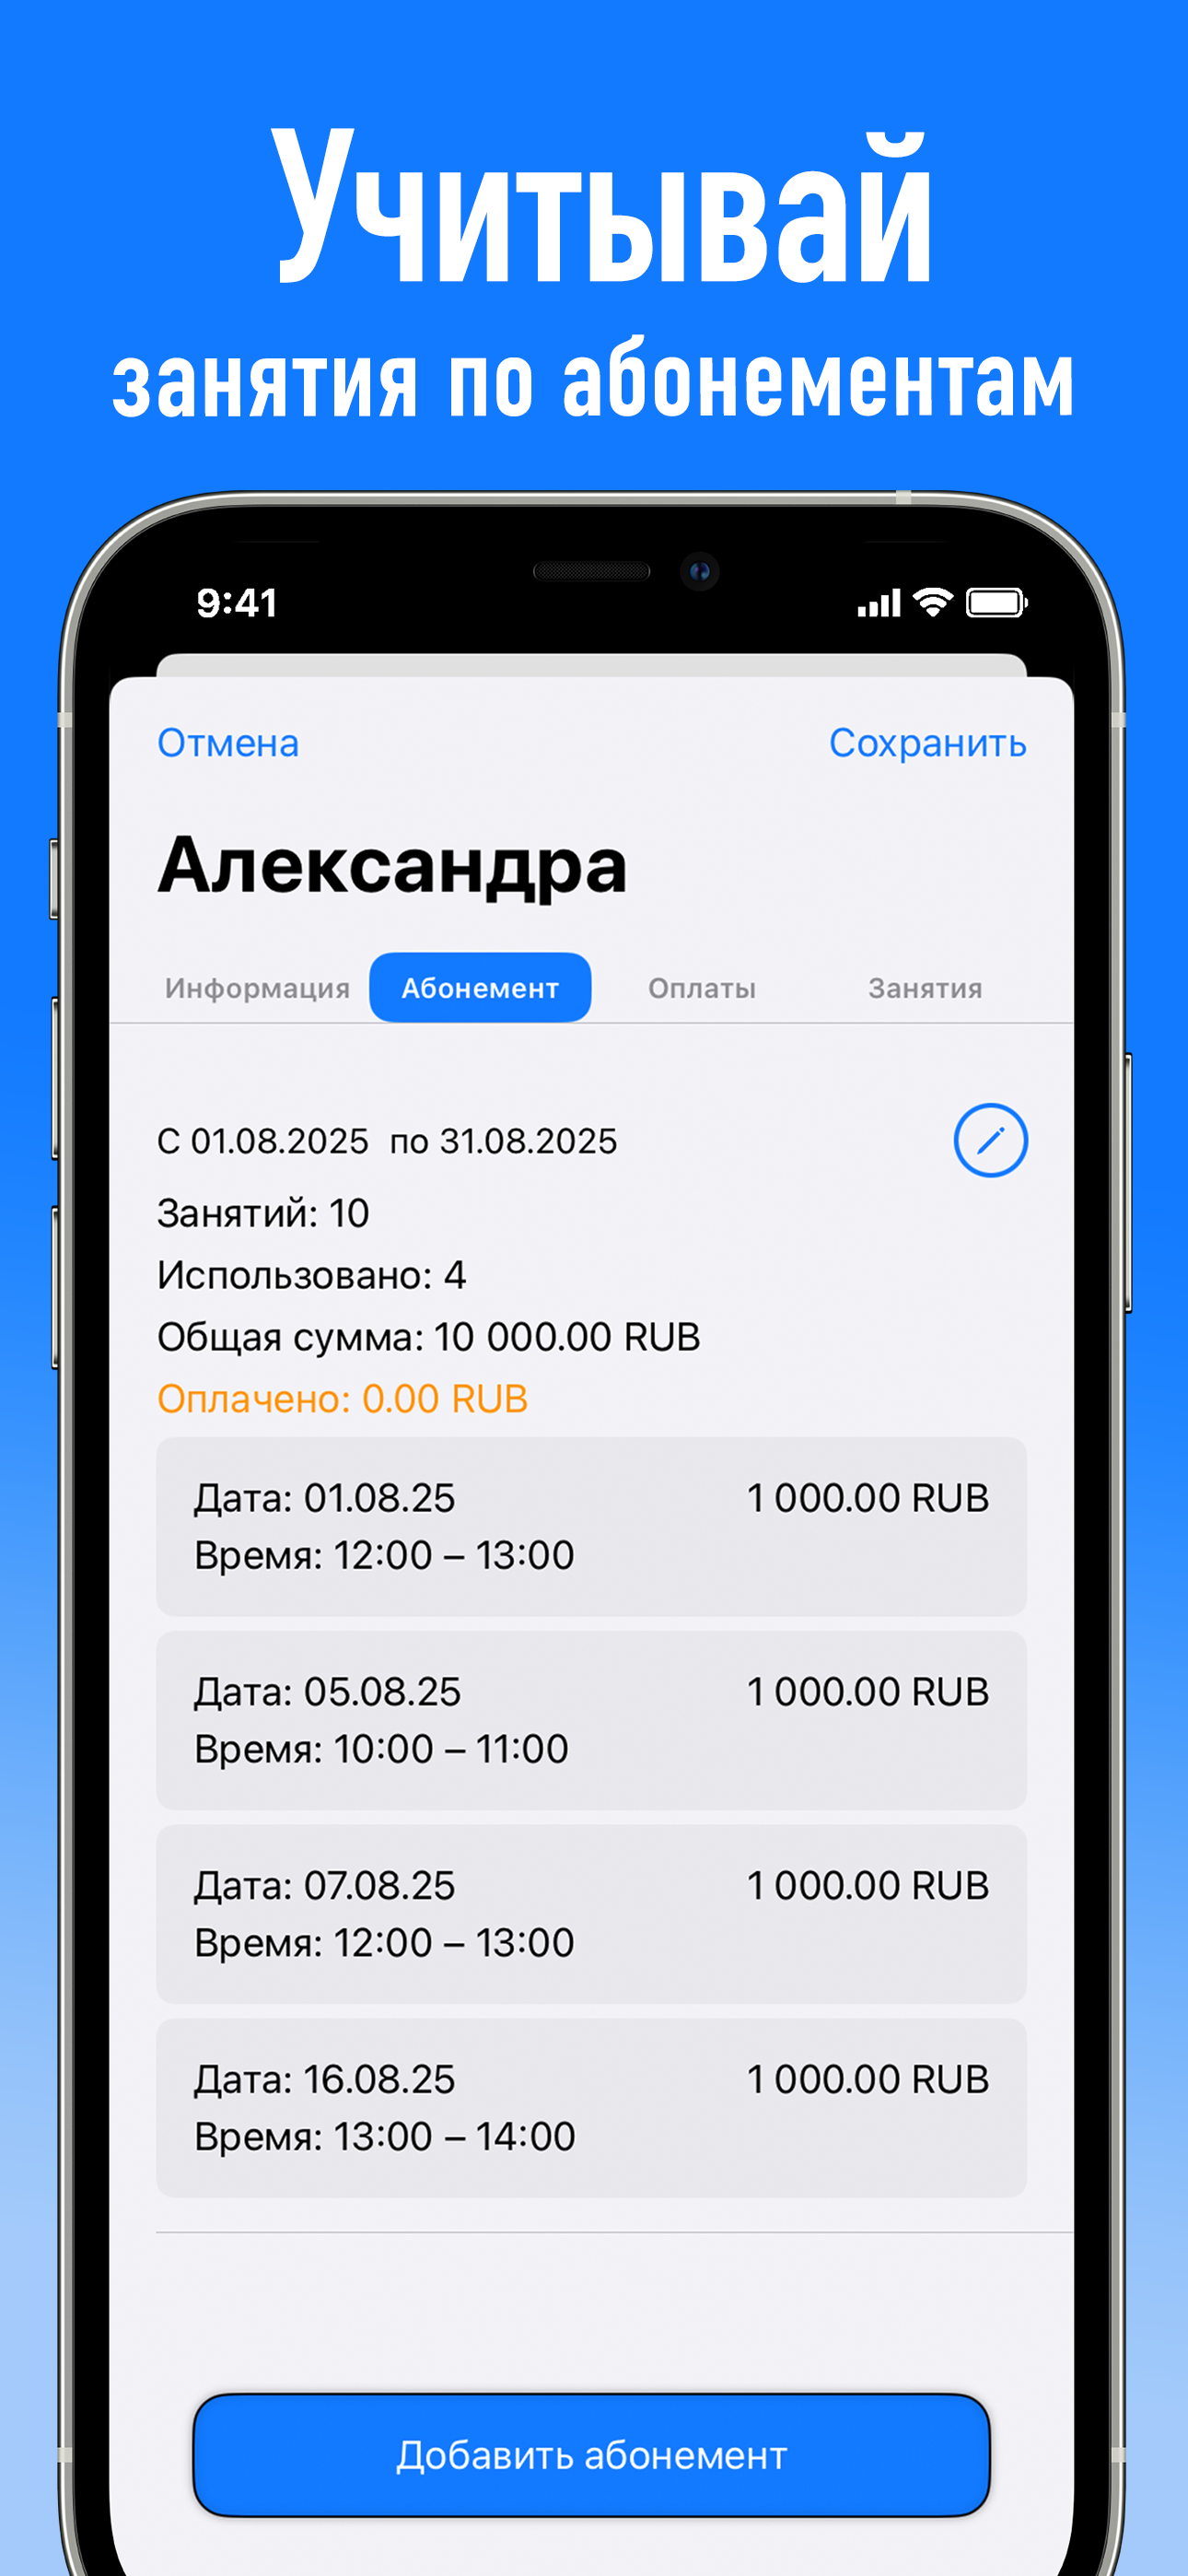 Учитывай
занятия по абонементам
9:41
Отмена Сохранить
Александра
Информация Абонемент Оплаты Занятия
С 01.08.2025 по 31.08.2025
Занятий: 10
Использовано: 4
Общая сумма: 10 000.00 RUB
Оплачено: 0.00 RUB
Дата: 01.08.25 1 000.00 RUB
Время: 12:00 – 13:00
Дата: 05.08.25 1 000.00 RUB
Время: 10:00 – 11:00
Дата: 07.08.25 1 000.00 RUB
Время: 12:00 – 13:00
Дата: 16.08.25 1 000.00 RUB
Время: 13:00 – 14:00
Добавить абонемент